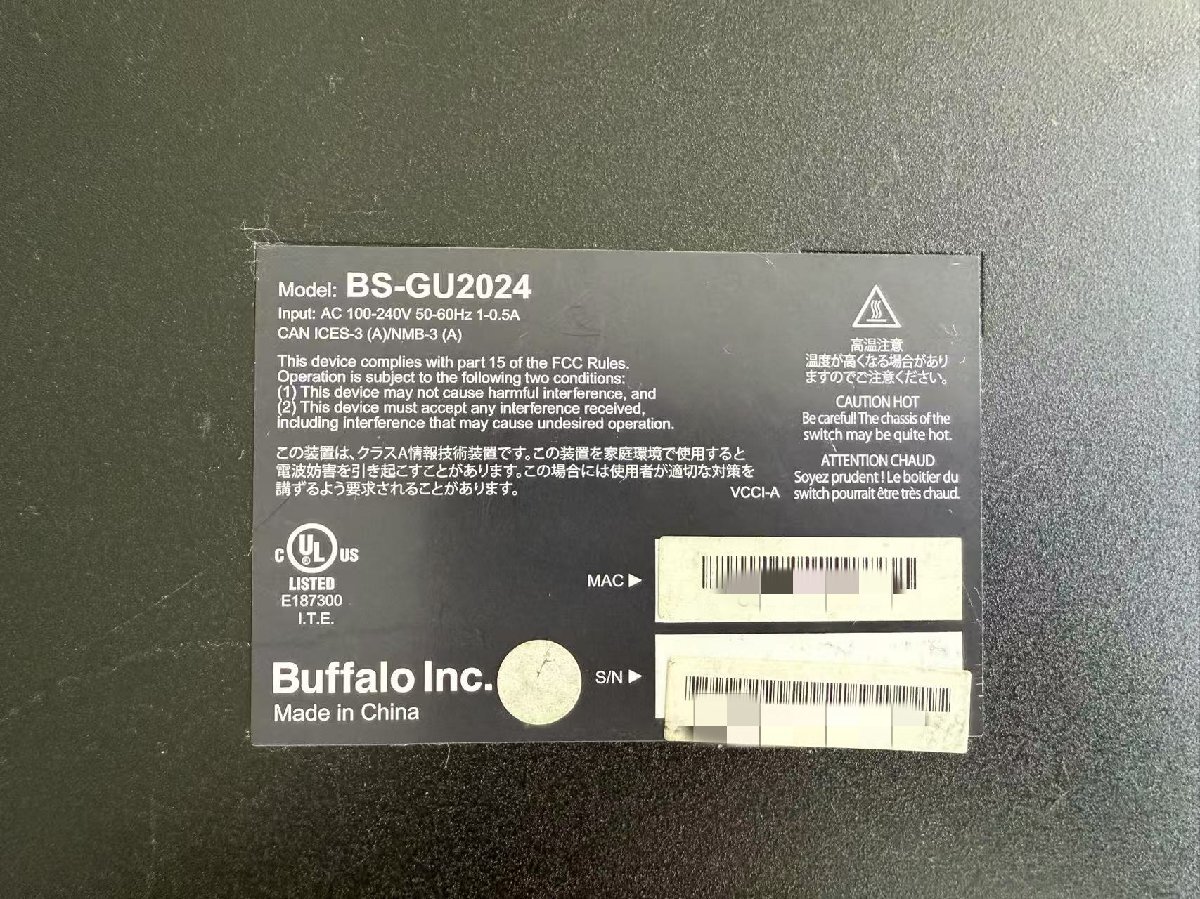 Model: BS-GU2024
Input: AC 100-240V 50-60Hz 1-0.5A
CAN ICES-3 (A)/NMB-3 (A)
This device complies with part 15 of the FCC Rules.
Operation is subject to the following two conditions:
(1) This device may not cause harmful interference, and
(2) This device must accept any interference received,
including interference that may cause undesired operation.
この装置は、クラスA情報技術装置です。この装置を家庭環境で使用すると
電波妨害を引き起こすことがあります。この場合には使用者が適切な対策を
講ずるよう要求されることがあります。
VCCI-A
高温注意
温度が高くなる場合があり
ますのでご注意ください。
CAUTION HOT
Be careful! The chassis of the
switch may be quite hot.
ATTENTION CHAUD
Soyez prudent ! Le boitier du
switch pourrait être très chaud.
C UL US
®
LISTED
E187300
I.T.E.
MAC ▶
S/N ▶
Buffalo Inc.
Made in China